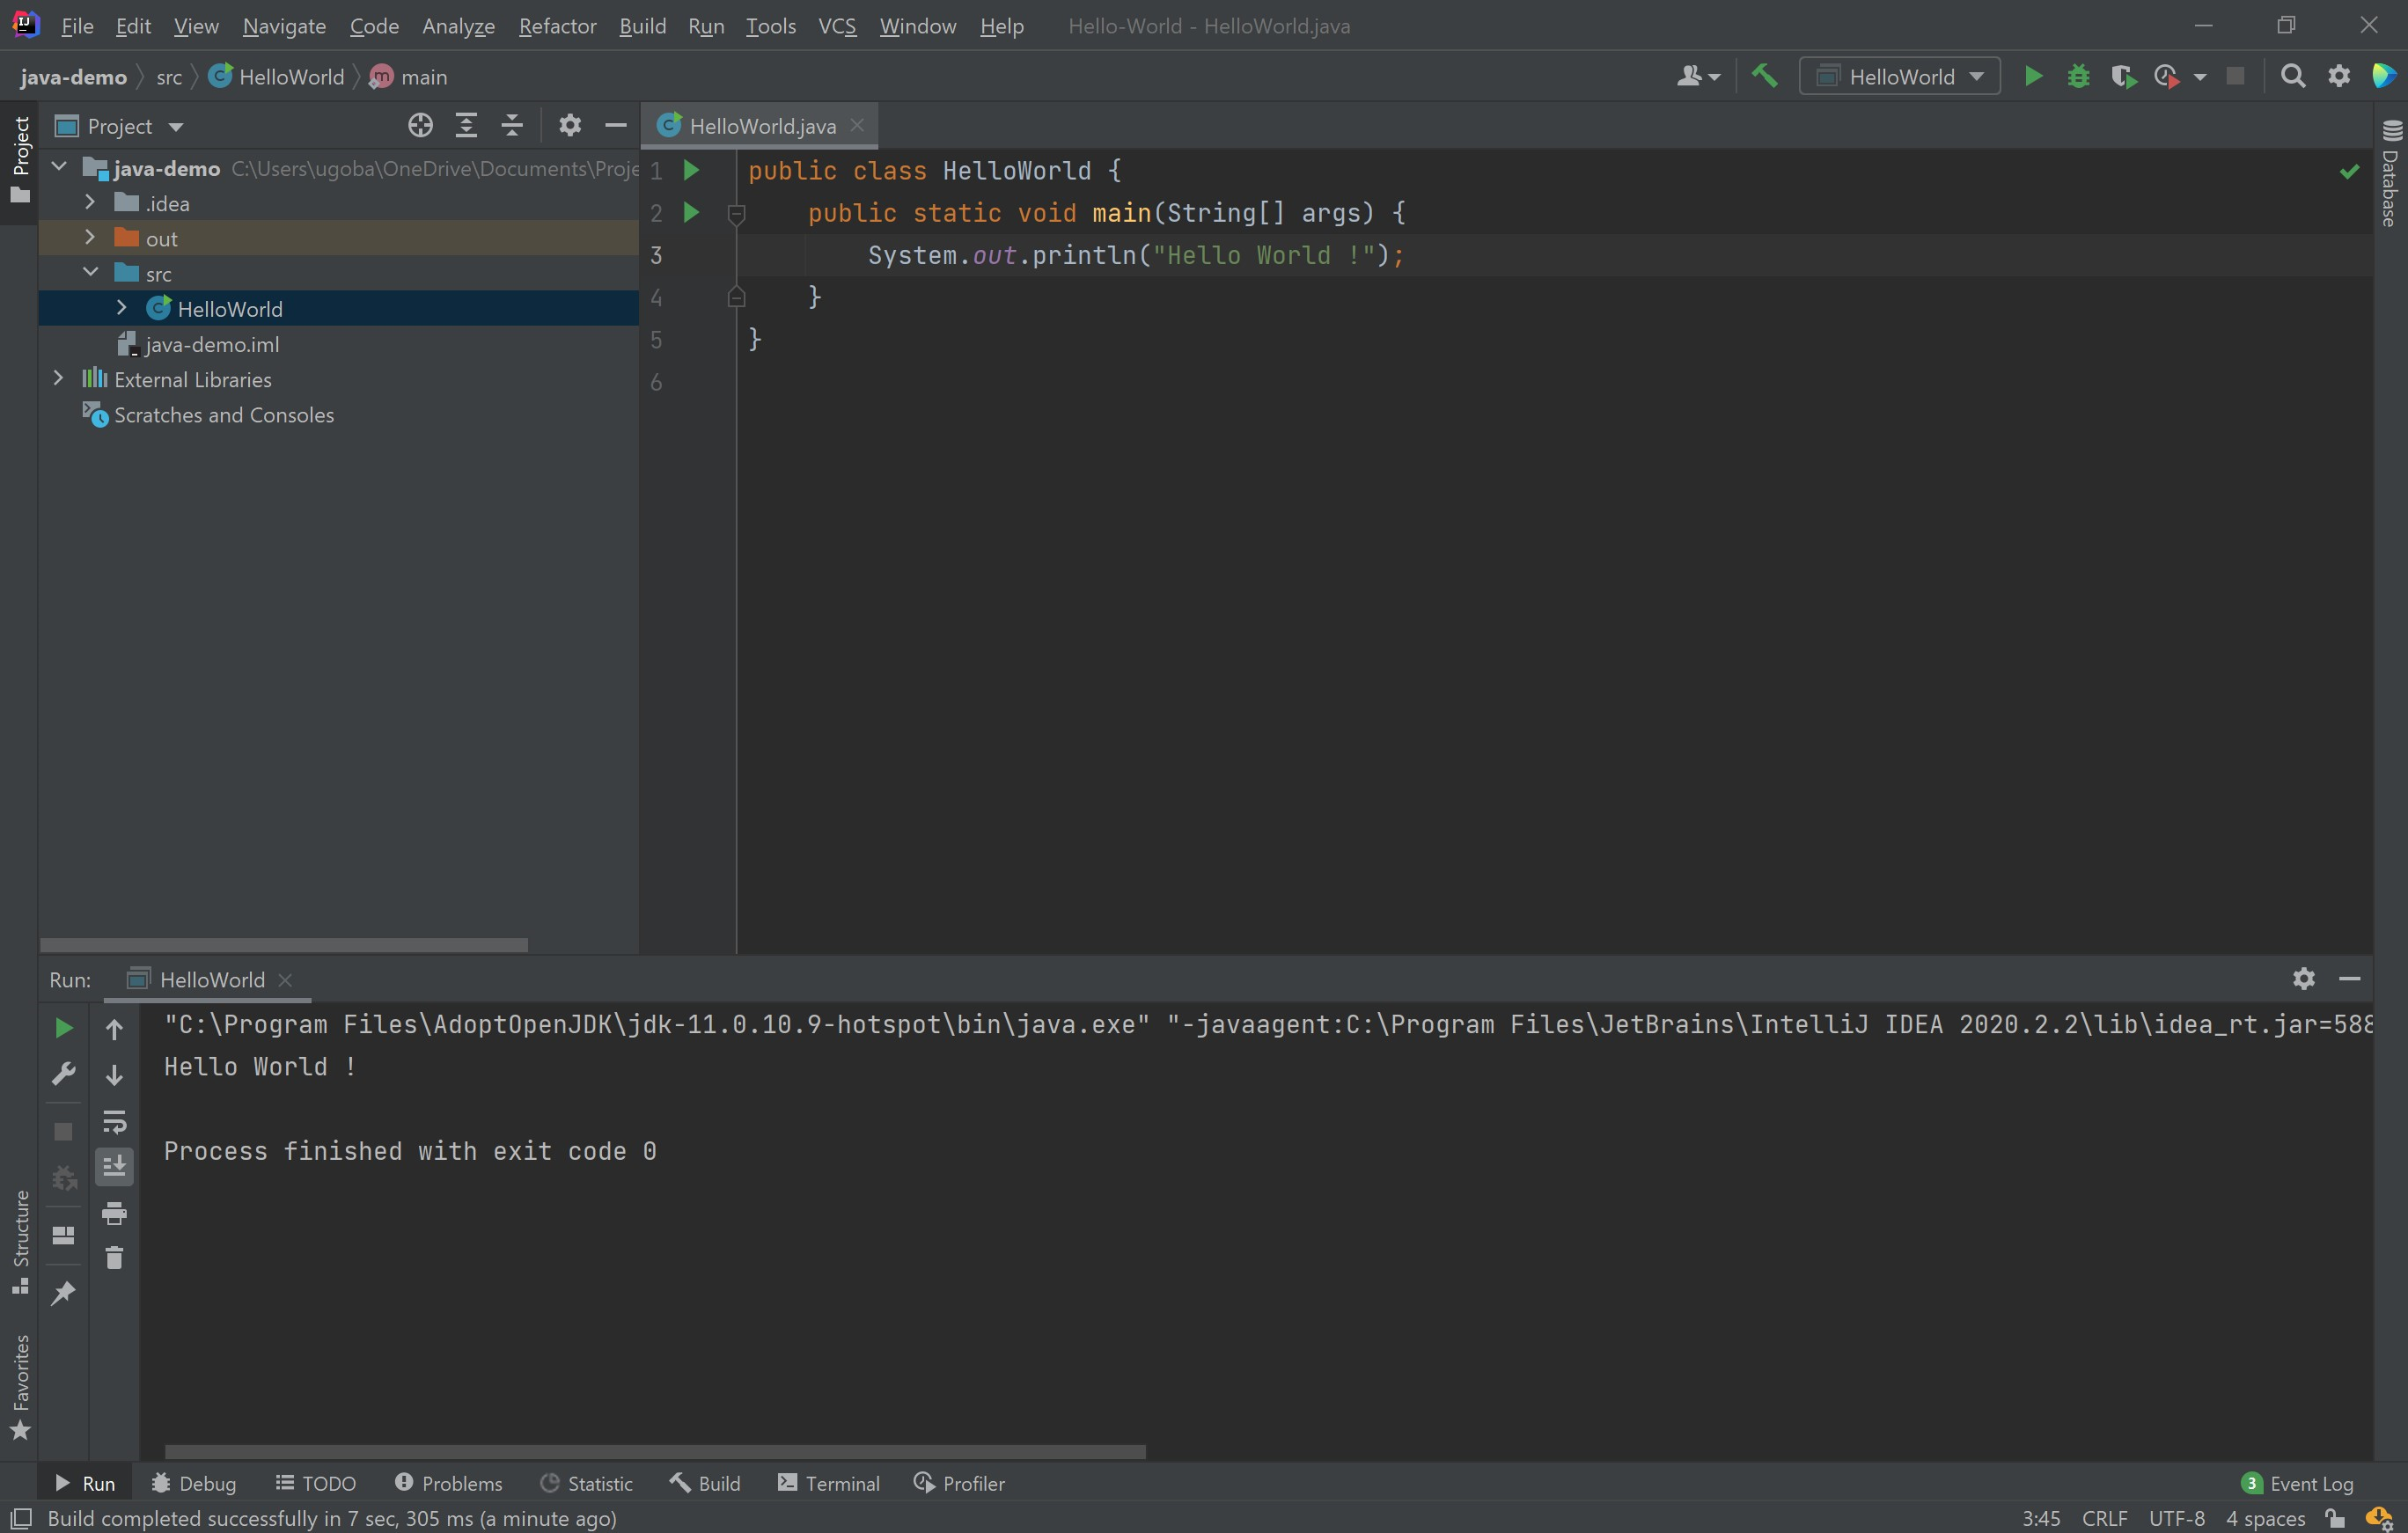 File Edit View Navigate Code Analyze Refactor Build Run Tools VCS Window Help Hello-World - HelloWorld.java
java-demo src HelloWorld main HelloWorld
Project
Project
HelloWorld.java
java-demo C:\Users\ugoba\OneDrive\Documents\Proje
.idea
out
src
HelloWorld
java-demo.iml
External Libraries
Scratches and Consoles
1 public class HelloWorld {
2 public static void main(String[] args) {
3 System.out.println("Hello World !");
4 }
5 }
6
Database
Run: HelloWorld
"C:\Program Files\AdoptOpenJDK\jdk-11.0.10.9-hotspot\bin\java.exe" "-javaagent:C:\Program Files\JetBrains\IntelliJ IDEA 2020.2.2\lib\idea_rt.jar=588
Hello World !
Process finished with exit code 0
Structure
Favorites
Run Debug TODO Problems Statistic Build Terminal Profiler 3 Event Log
Build completed successfully in 7 sec, 305 ms (a minute ago) 3:45 CRLF UTF-8 4 spaces